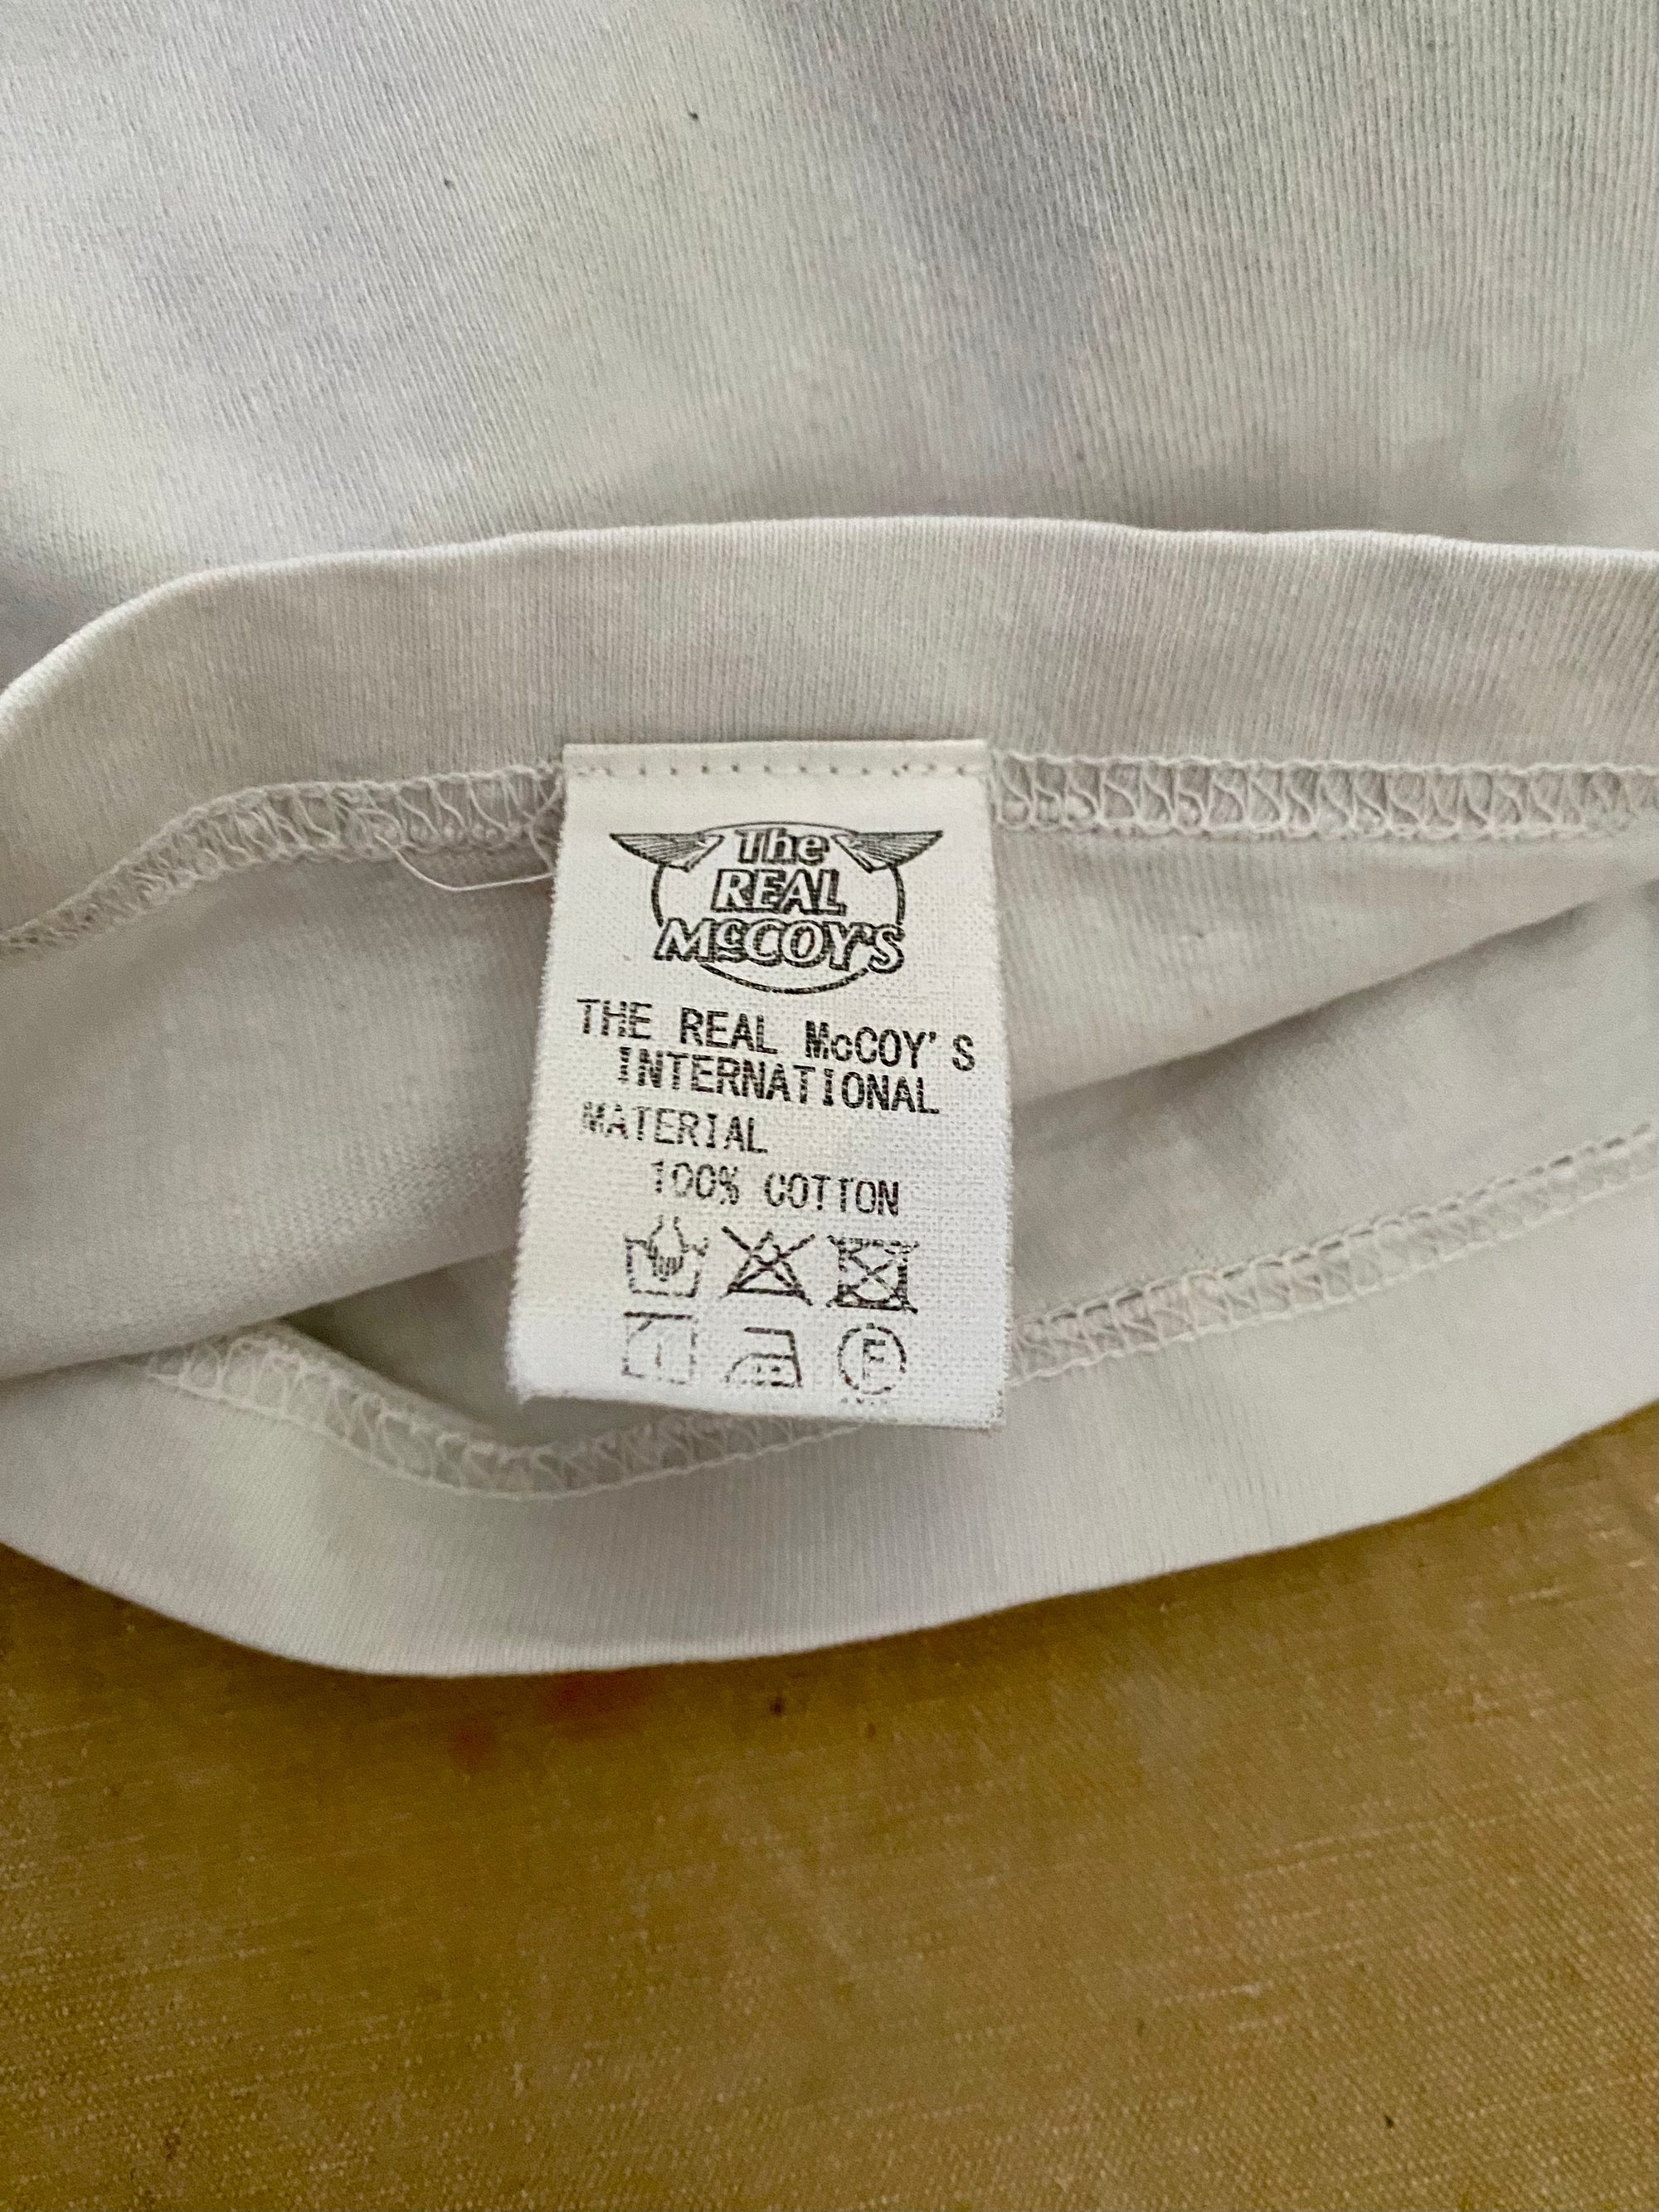 The
REAL
McCOY'S
THE REAL McCOY'S
INTERNATIONAL
MATERIAL
100% COTTON
F